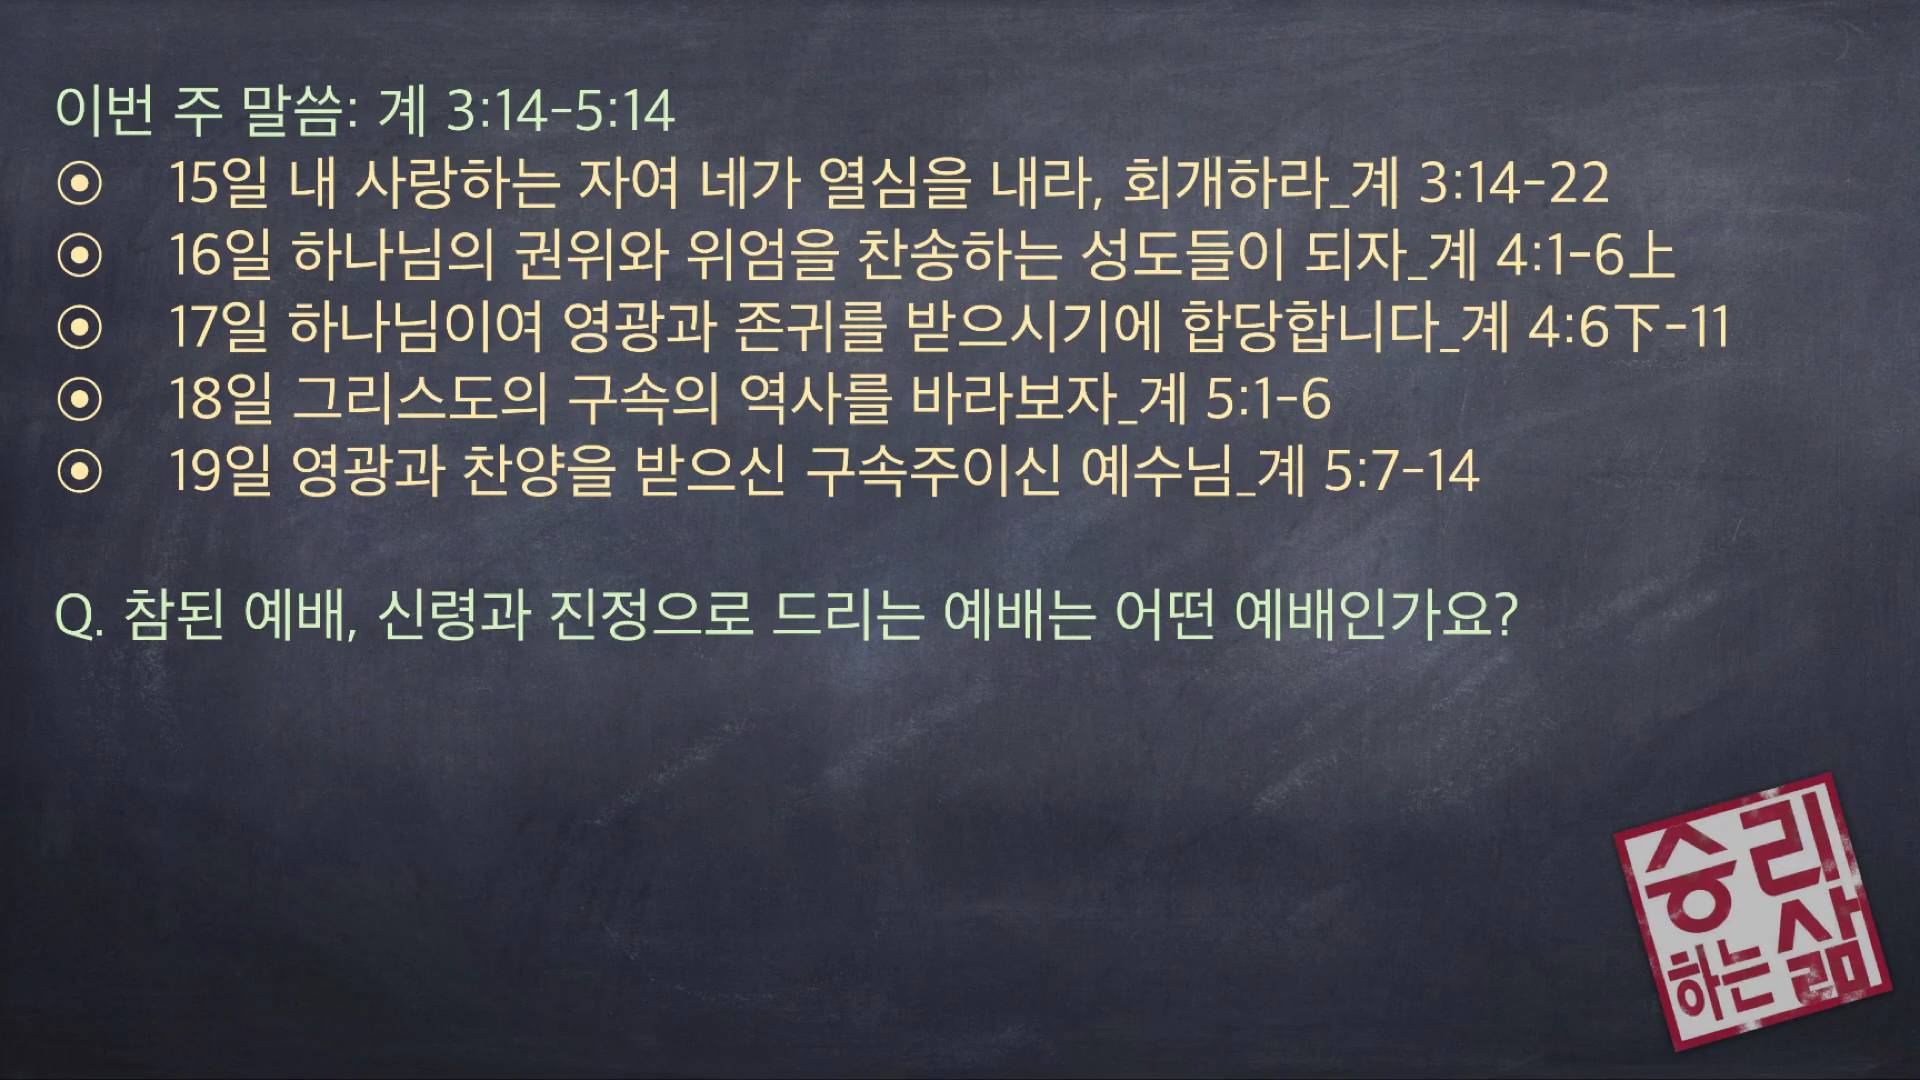 이번 주 말씀: 계 3:14-5:14
15일 내 사랑하는 자여 네가 열심을 내라, 회개하라_계 3:14-22
16일 하나님의 권위와 위엄을 찬송하는 성도들이 되자_계 4:1-6上
17일 하나님이여 영광과 존귀를 받으시기에 합당합니다_계 4:6下-11
18일 그리스도의 구속의 역사를 바라보자_계 5:1-6
19일 영광과 찬양을 받으신 구속주이신 예수님_계 5:7-14
Q. 참된 예배, 신령과 진정으로 드리는 예배는 어떤 예배인가요?
승리
하는 삶